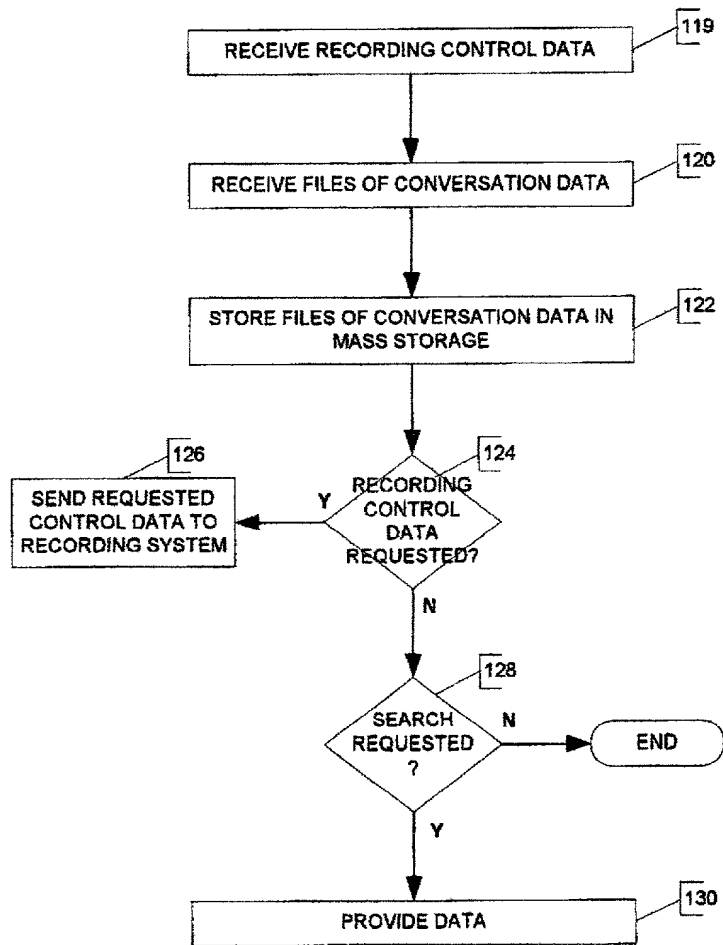 119
RECEIVE RECORDING CONTROL DATA
120
RECEIVE FILES OF CONVERSATION DATA
122
STORE FILES OF CONVERSATION DATA IN
MASS STORAGE
126
SEND REQUESTED
CONTROL DATA TO
RECORDING SYSTEM
Y
124
RECORDING
CONTROL
DATA
REQUESTED?
N
128
SEARCH
REQUESTED
?
N
END
Y
130
PROVIDE DATA